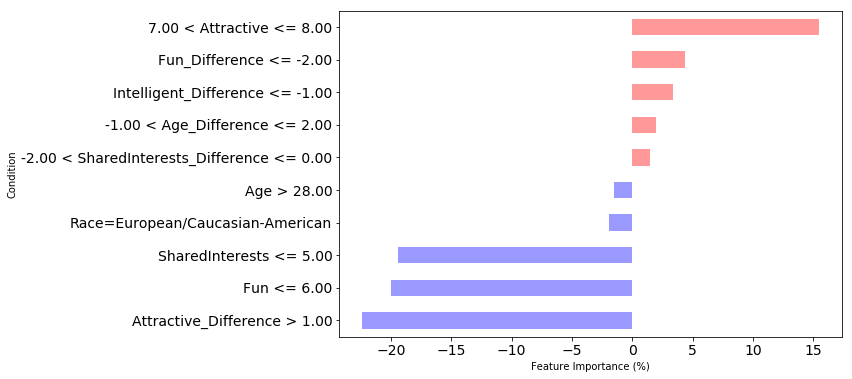 7.00 < Attractive <= 8.00
Fun_Difference <= -2.00
Intelligent_Difference <= -1.00
-1.00 < Age_Difference <= 2.00
-2.00 < SharedInterests_Difference <= 0.00
Age > 28.00
Race=European/Caucasian-American
SharedInterests <= 5.00
Fun <= 6.00
Attractive_Difference > 1.00
Condition
−20 −15 −10 −5 0 5 10 15
Feature Importance (%)